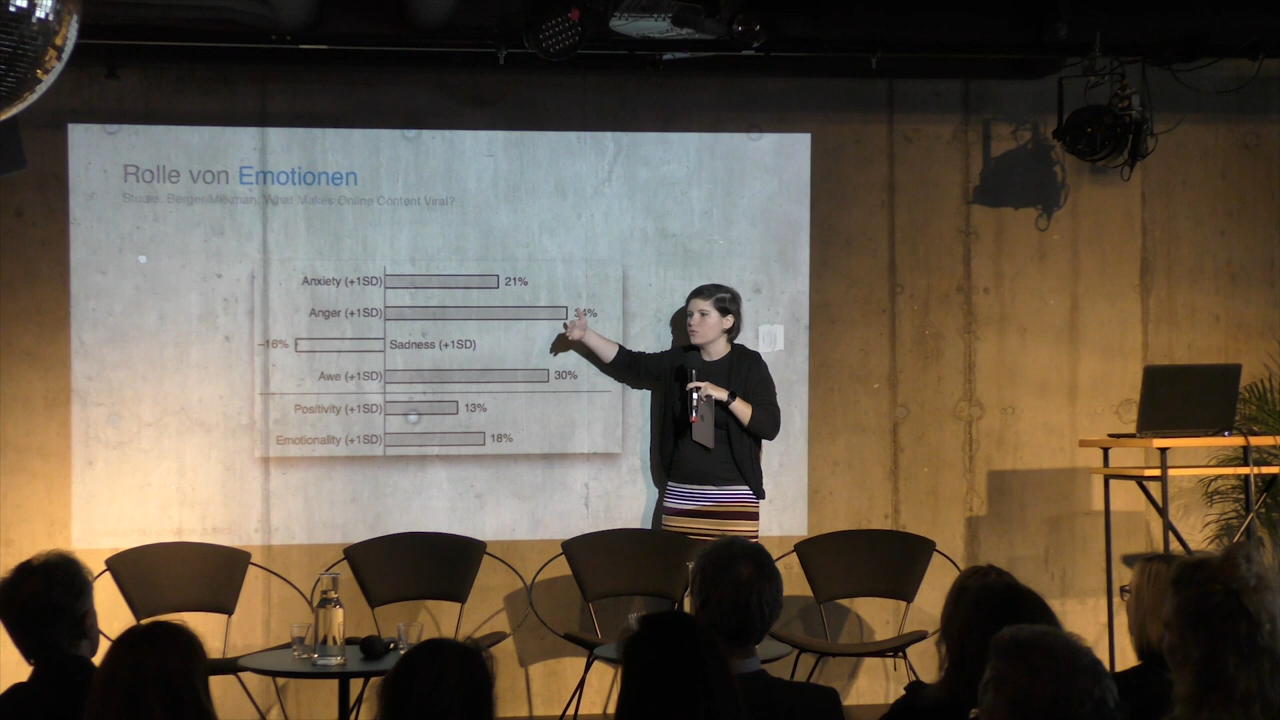 Rolle von Emotionen
Studie, Berger/Milkman, What Makes Online Content Viral?
Anxiety (+1SD) 21%
Anger (+1SD) 34%
−16% Sadness (+1SD)
Awe (+1SD) 30%
Positivity (+1SD) 13%
Emotionality (+1SD) 18%